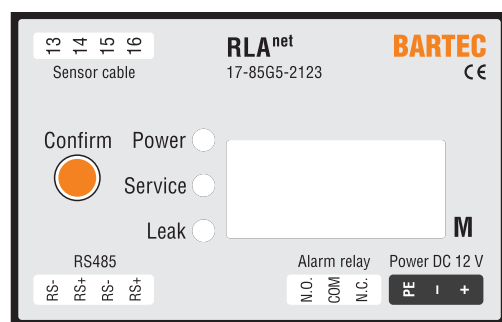 13 14 15 16
Sensor cable
RLAnet
17-85G5-2123
BARTEC
CE
Confirm
Power
Service
Leak
M
RS485
RS- RS+ RS- RS+
Alarm relay
N.O. COM N.C.
Power DC 12 V
PE - +